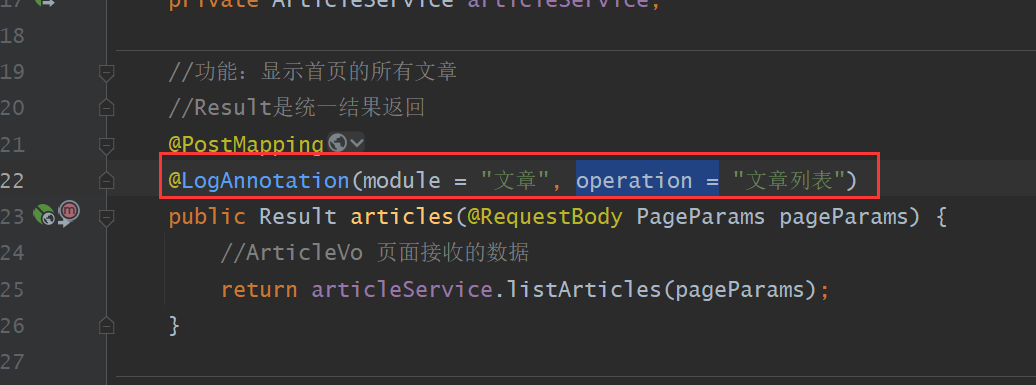 17 private ArticleService articleService;
18
19 //功能：显示首页的所有文章
20 //Result是统一结果返回
21 @PostMapping
22 @LogAnnotation(module = "文章", operation = "文章列表")
23 public Result articles(@RequestBody PageParams pageParams) {
24 //ArticleVo 页面接收的数据
25 return articleService.listArticles(pageParams);
26 }
27